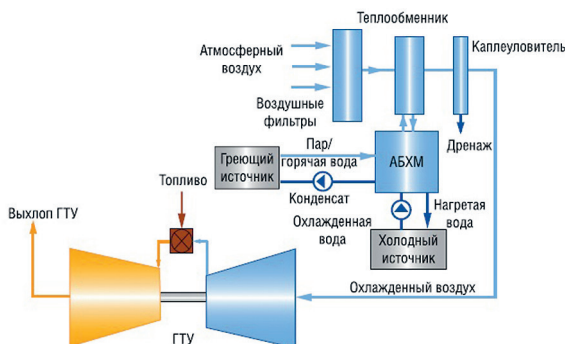 Теплообменник
Каплеуловитель
Атмосферный
воздух
Воздушные
фильтры
Дренаж
Пар/
горячая вода
Греющий
источник
АБХМ
Конденсат
Топливо
Охлажденная
вода
Нагретая
вода
Выхлоп ГТУ
Холодный
источник
Охлажденный воздух
ГТУ